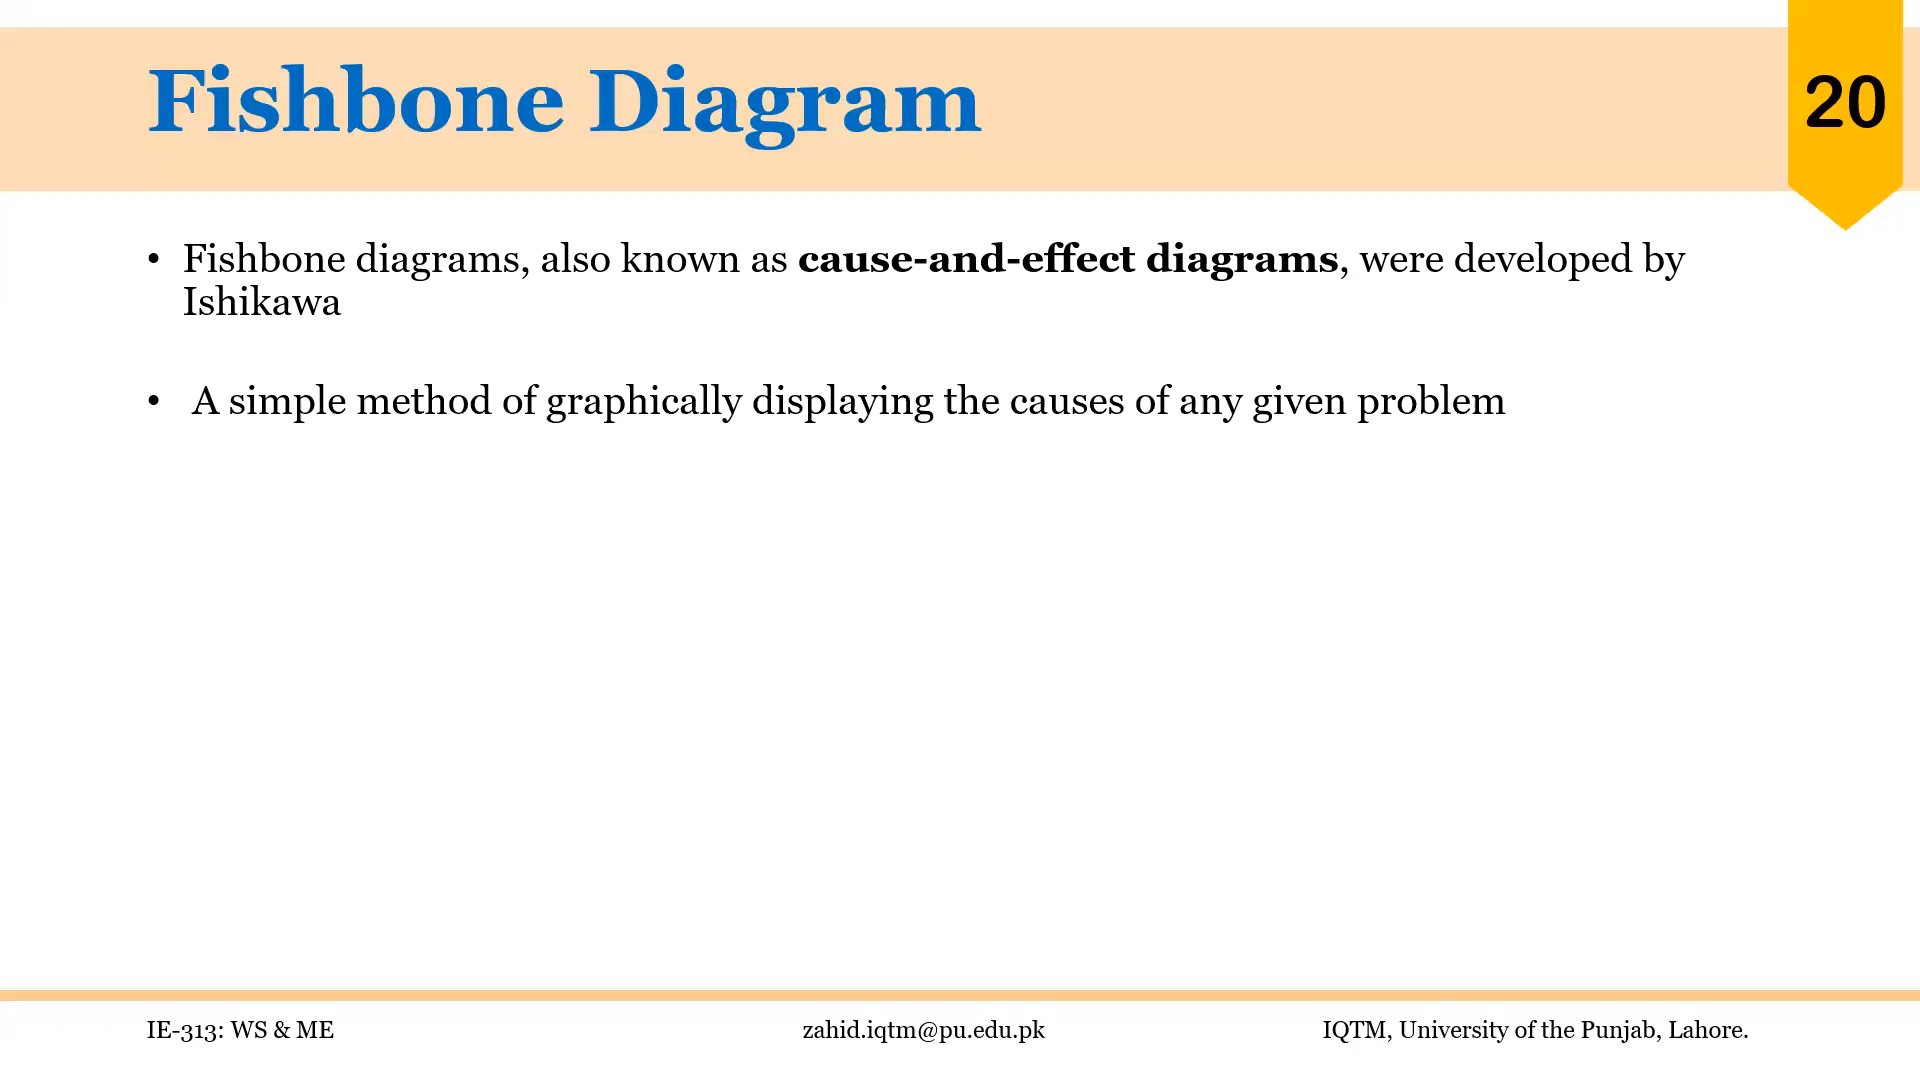 Fishbone Diagram
20
• Fishbone diagrams, also known as cause-and-effect diagrams, were developed by
Ishikawa
• A simple method of graphically displaying the causes of any given problem
IE-313: WS & ME
zahid.iqtm@pu.edu.pk
IQTM, University of the Punjab, Lahore.